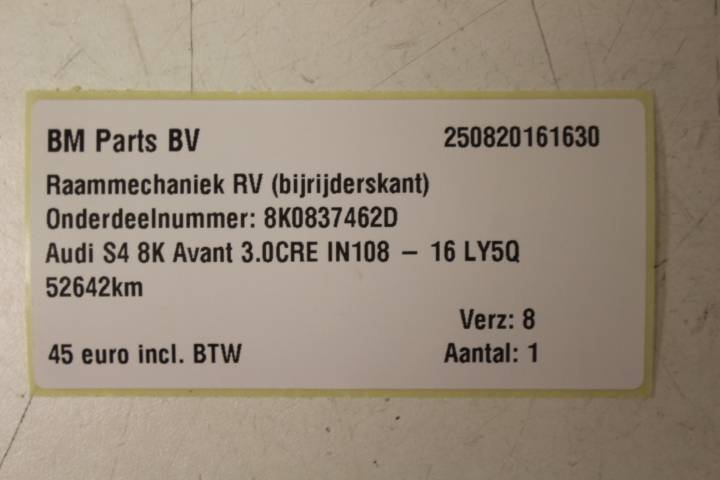 BM Parts BV 250820161630
Raammechaniek RV (bijrijderskant)
Onderdeelnummer: 8K0837462D
Audi S4 8K Avant 3.0CRE IN108 – 16 LY5Q
52642km
Verz: 8
45 euro incl. BTW Aantal: 1